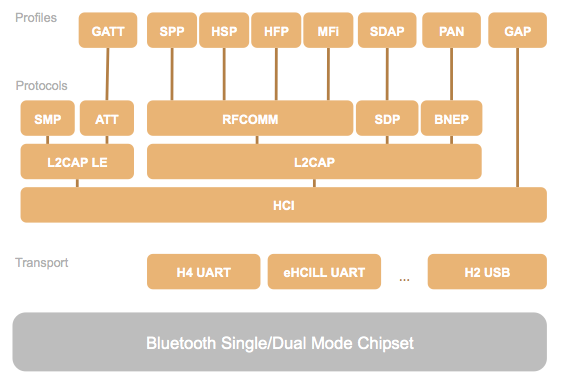 Profiles
GATT SPP HSP HFP MFi SDAP PAN GAP
Protocols
SMP ATT RFCOMM SDP BNEP
L2CAP LE L2CAP
HCI
Transport
H4 UART eHCILL UART ... H2 USB
Bluetooth Single/Dual Mode Chipset